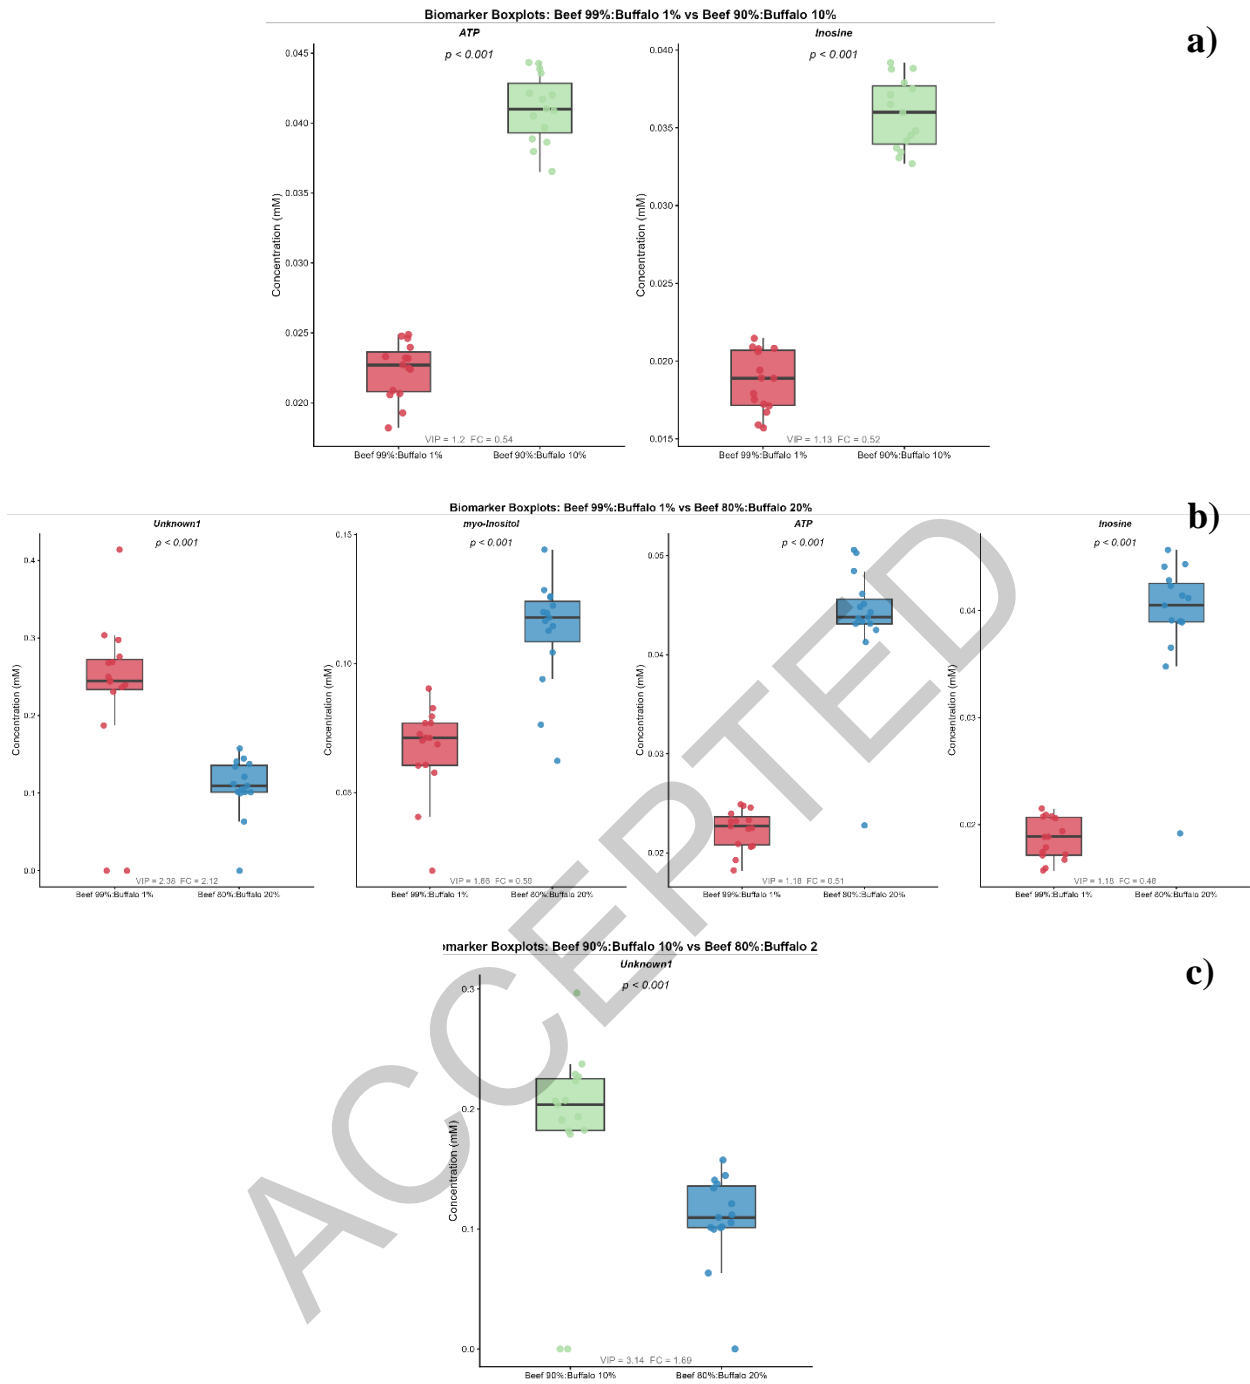 Biomarker Boxplots: Beef 99%:Buffalo 1% vs Beef 90%:Buffalo 10%
a)
ATP
Inosine
p < 0.001
p < 0.001
0.045
0.040
0.035
0.030
0.025
0.020
Concentration (mM)
VIP = 1.2 FC = 0.54
Beef 99%:Buffalo 1%
Beef 90%:Buffalo 10%
0.040
0.035
0.030
0.025
0.020
0.015
Concentration (mM)
VIP = 1.13 FC = 0.52
Beef 99%:Buffalo 1%
Beef 90%:Buffalo 10%
Biomarker Boxplots: Beef 99%:Buffalo 1% vs Beef 80%:Buffalo 20%
b)
Unknown1
myo-Inositol
ATP
Inosine
p < 0.001
p < 0.001
p < 0.001
p < 0.001
0.4
0.3
0.2
0.1
0.0
Concentration (mM)
VIP = 2.38 FC = 2.12
Beef 99%:Buffalo 1%
Beef 80%:Buffalo 20%
0.15
0.10
Concentration (mM)
Beef 99%:Buffalo 1%
Beef 80%:Buffalo 20%
0.05
0.04
0.03
0.02
Concentration (mM)
Beef 99%:Buffalo 1%
Beef 80%:Buffalo 20%
0.04
0.03
0.02
Concentration (mM)
Beef 99%:Buffalo 1%
Beef 80%:Buffalo 20%
omarker Boxplots: Beef 90%:Buffalo 10% vs Beef 80%:Buffalo 2
c)
Unknown1
p < 0.001
0.3
0.2
0.1
0.0
Concentration (mM)
VIP = 3.14 FC = 1.69
Beef 90%:Buffalo 10%
Beef 80%:Buffalo 20%
ACCEPTED